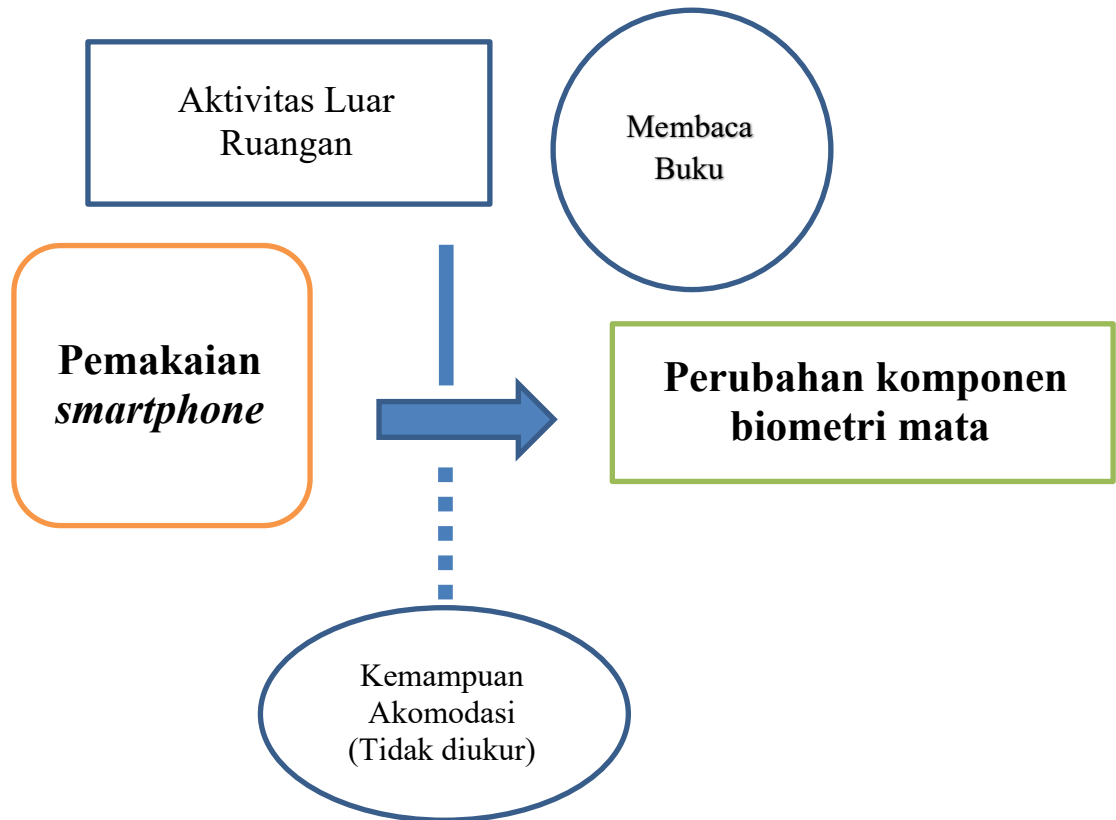 Aktivitas Luar
Ruangan
Membaca
Buku
Pemakaian
smartphone
Perubahan komponen
biometri mata
Kemampuan
Akomodasi
(Tidak diukur)